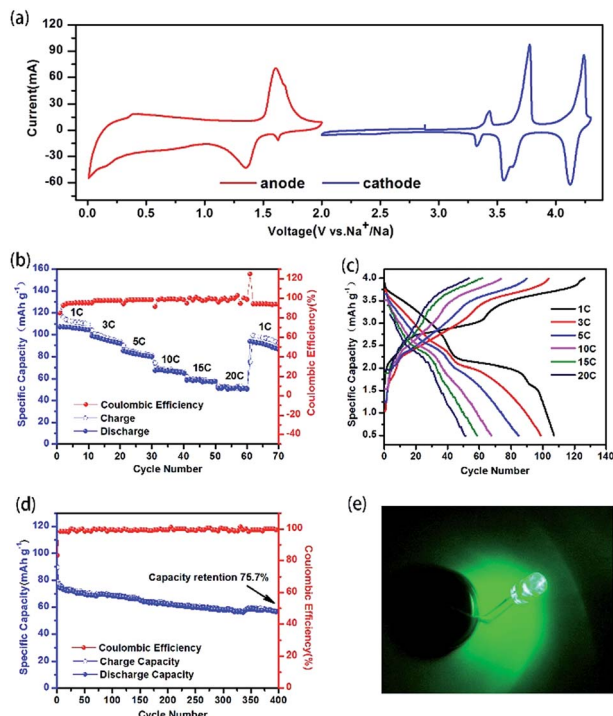 (a)
Current(mA)
120
90
60
30
0
-30
-60
anode
cathode
0.0 0.5 1.0 1.5 2.0 2.5 3.0 3.5 4.0
Voltage(V vs.Na⁺/Na)
(b)
Specific Capacity (mAh g⁻¹)
160
140
120
100
80
60
40
20
0
1C
3C
5C
10C
15C
20C
1C
Coulombic Efficiency
Charge
Discharge
120
100
80
60
40
20
0
-20
-40
Coulombic Efficiency(%)
0 10 20 30 40 50 60 70
Cycle Number
(c)
4.0
3.5
3.0
2.5
2.0
1.5
1.0
0.5
1C
3C
5C
10C
15C
20C
0 20 40 60 80 100 120 140
Cycle Number
(d)
Specific Capacity(mAh g⁻¹)
120
100
80
60
40
20
0
Capacity retention 75.7%
Coulombic Efficiency
Charge Capacity
Discharge Capacity
100
80
60
40
20
0
Coulombic Efficiency(%)
0 50 100 150 200 250 300 350 400
Cycle Number
(e)